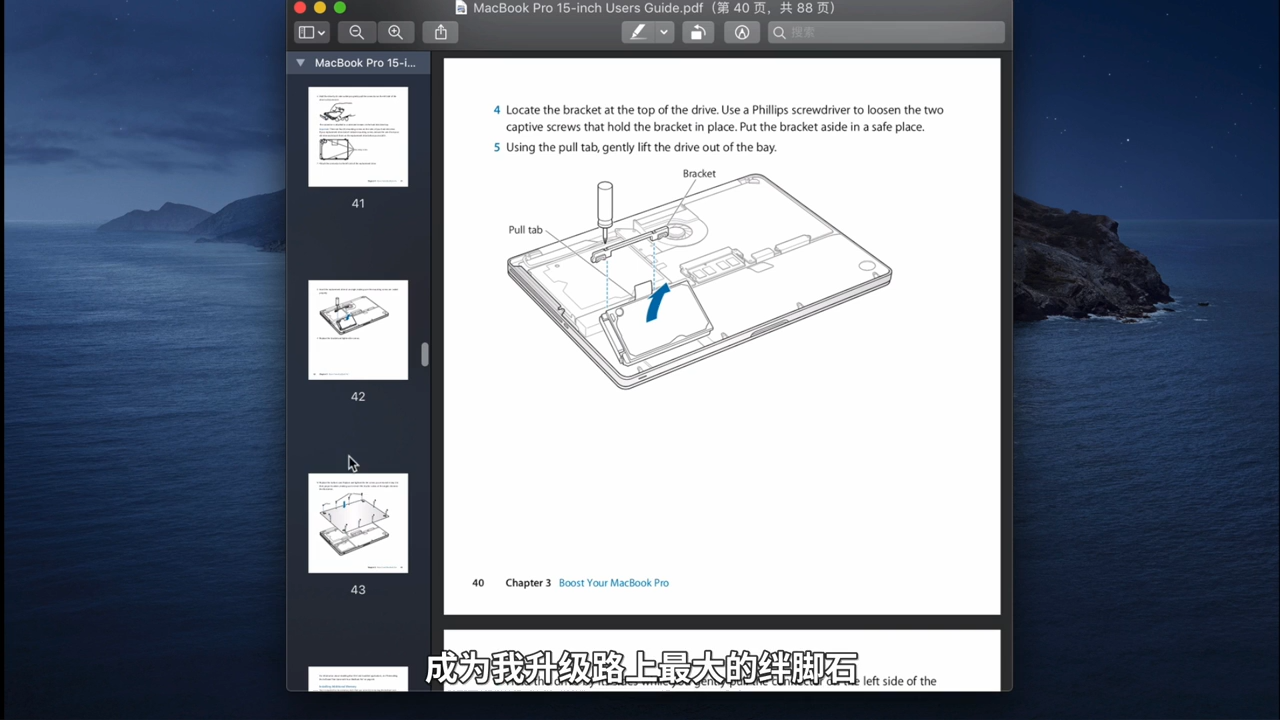 MacBook Pro 15-inch Users Guide.pdf（第 40 页，共 88 页）
搜索
MacBook Pro 15-i...
41
42
43
4 Locate the bracket at the top of the drive. Use a Phillips screwdriver to loosen the two
captive screws that hold the bracket in place. Put the bracket aside in a safe place.
5 Using the pull tab, gently lift the drive out of the bay.
Bracket
Pull tab
40 Chapter 3 Boost Your MacBook Pro
left side of the
成为我升级路上最大的绊脚石